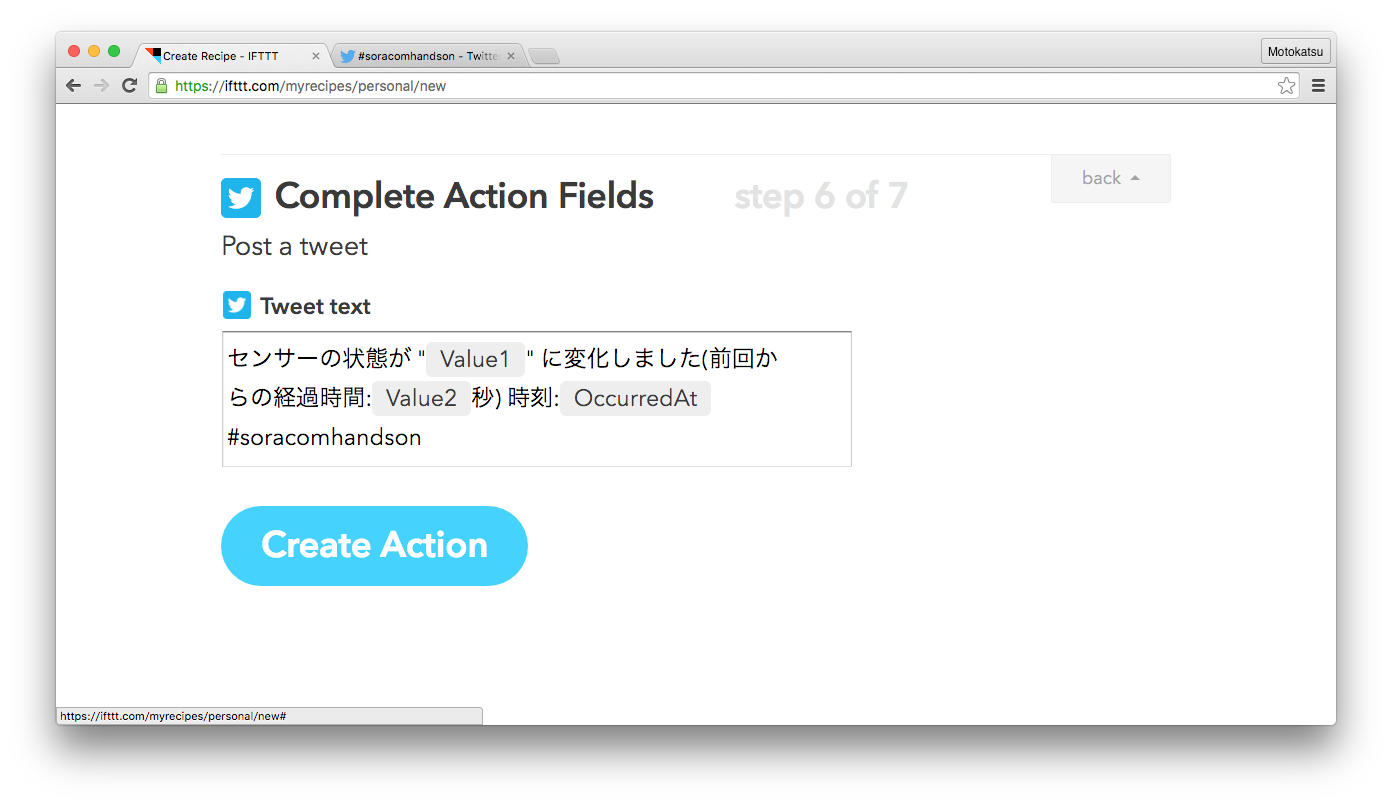 Create Recipe - IFTTT
#soracomhandson - Twitte
Motokatsu
https://ifttt.com/myrecipes/personal/new
Complete Action Fields
step 6 of 7
back
Post a tweet
Tweet text
センサーの状態が " Value1 " に変化しました(前回か
らの経過時間: Value2 秒) 時刻: OccurredAt
#soracomhandson
Create Action
https://ifttt.com/myrecipes/personal/new#